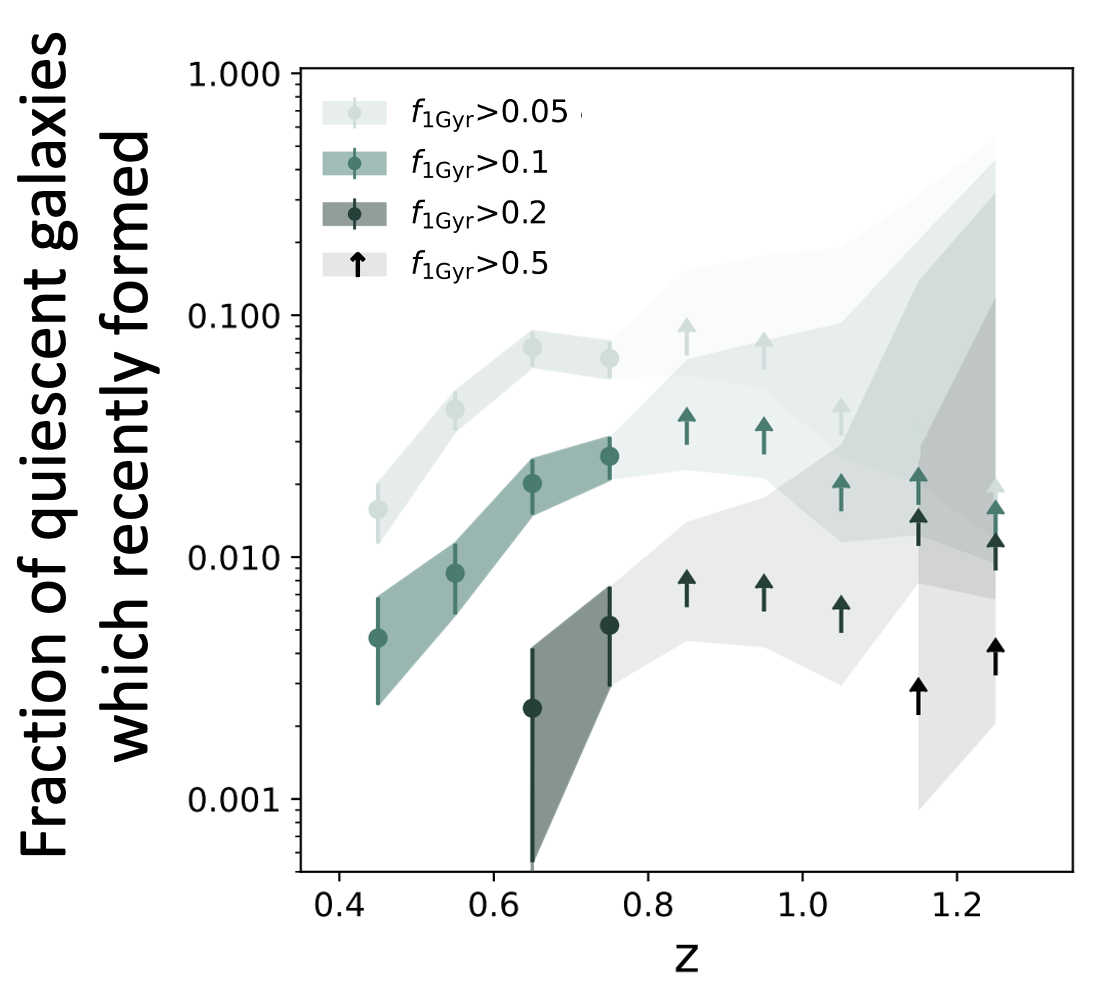 Fraction of quiescent galaxies
which recently formed
1.000
0.100
0.010
0.001
f1Gyr>0.05
f1Gyr>0.1
f1Gyr>0.2
f1Gyr>0.5
0.4 0.6 0.8 1.0 1.2
z